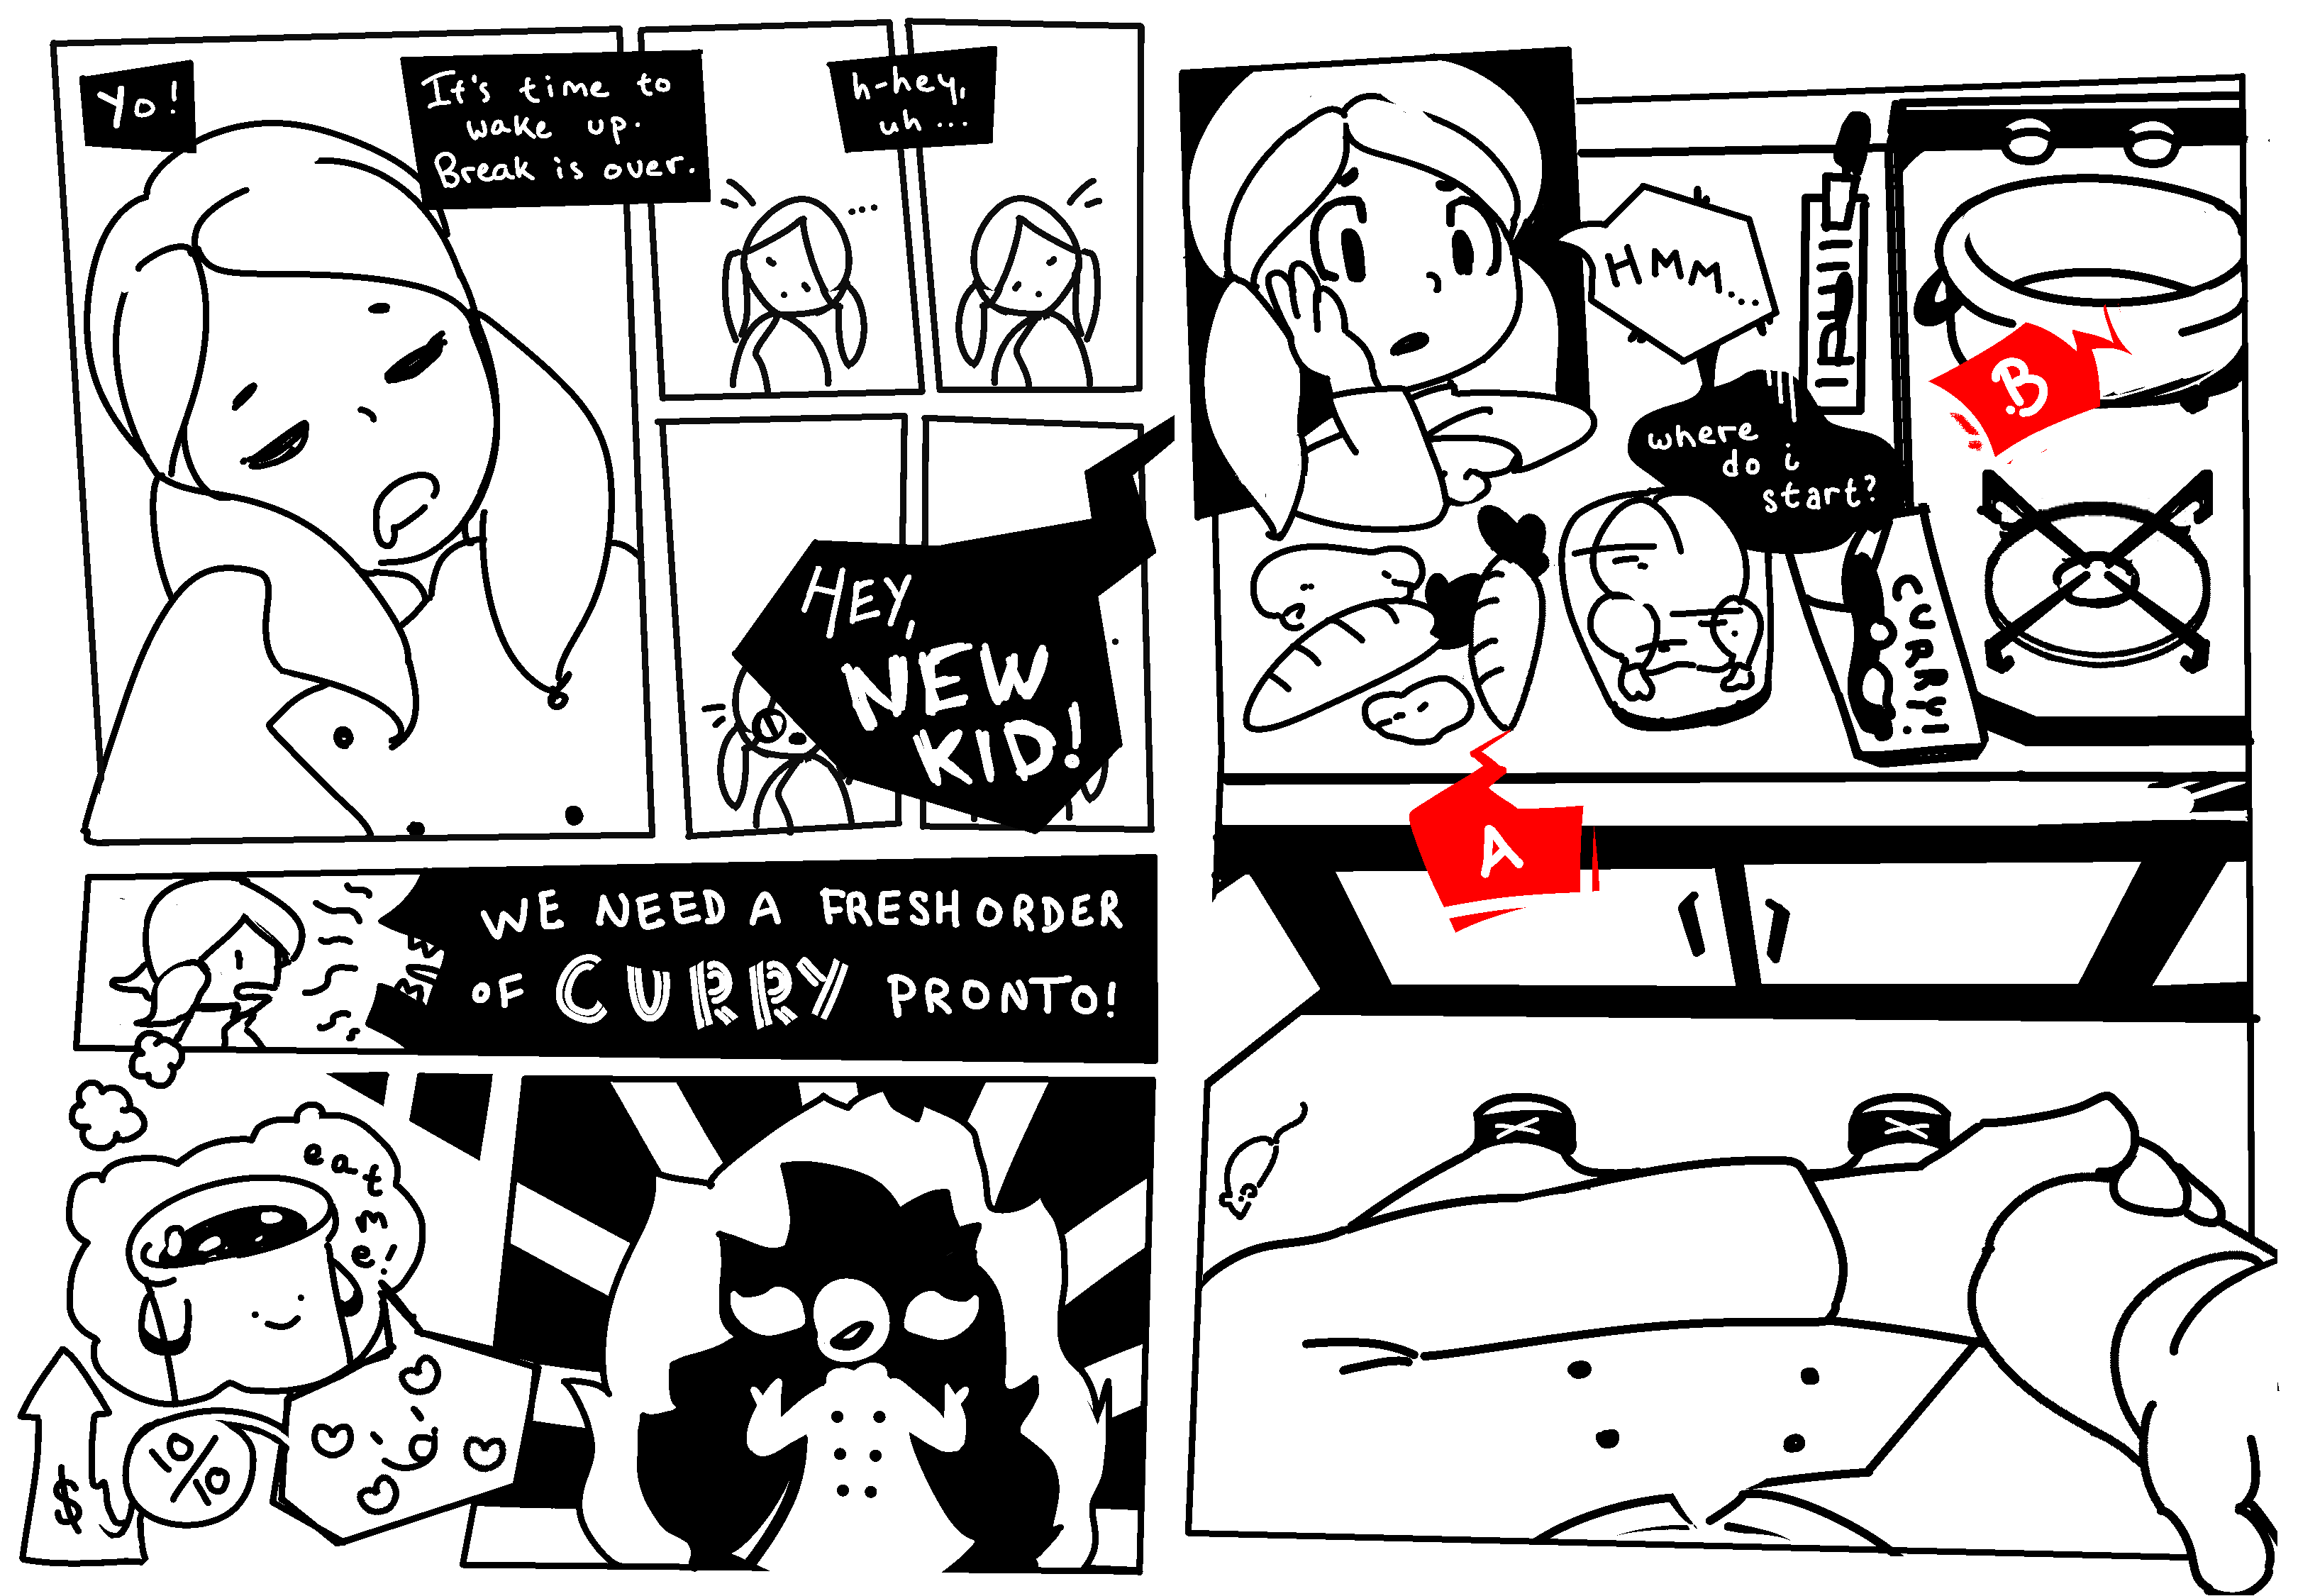 Yo!
It's time to
wake up.
Break is over.
h-hey,
uh...
HEY,
NEW
KID!
WE NEED A FRESH ORDER
OF CURRY PRONTO!
eat
me!
$
%
HMM...
where
do i
start?
CURRY!
B
A